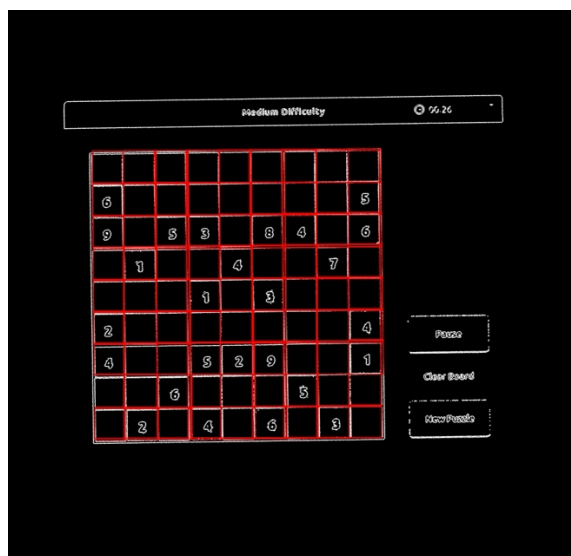 Medium Difficulty 00:26
6 5
9 5 3 8 4 6
1 4 7
1 3
2 4
4 5 2 9 1
6 5
2 4 6 3
Pause
Clear Board
New Puzzle